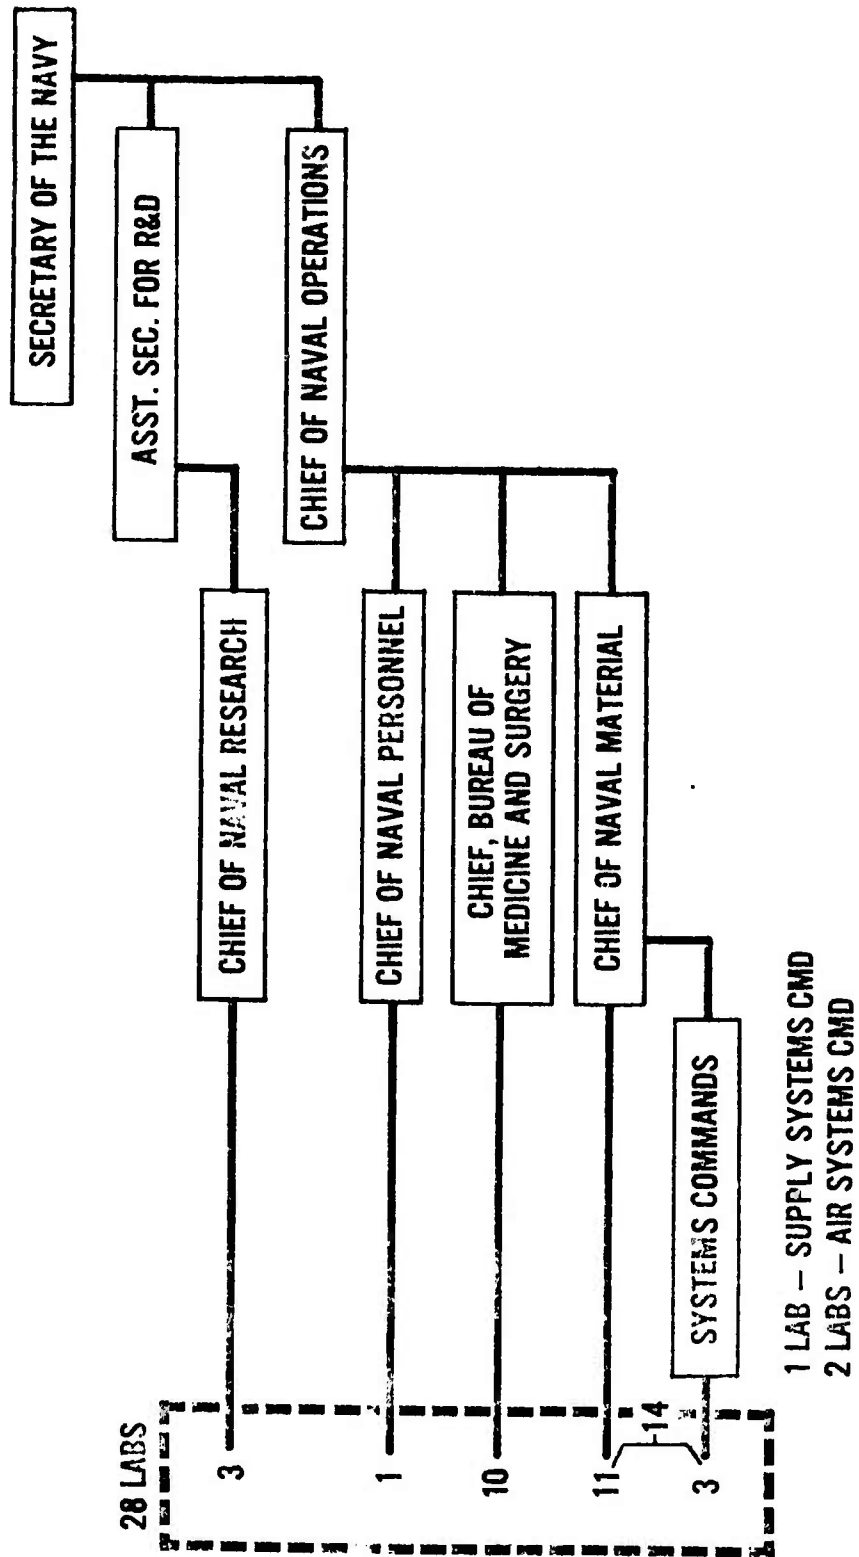 SECRETARY OF THE NAVY
ASST. SEC. FOR R&D
CHIEF OF NAVAL OPERATIONS
CHIEF OF NAVAL RESEARCH
CHIEF OF NAVAL PERSONNEL
CHIEF, BUREAU OF
MEDICINE AND SURGERY
CHIEF OF NAVAL MATERIAL
SYSTEMS COMMANDS
28 LABS
3
1
10
11
14
3
1 LAB – SUPPLY SYSTEMS CMD
2 LABS – AIR SYSTEMS CMD